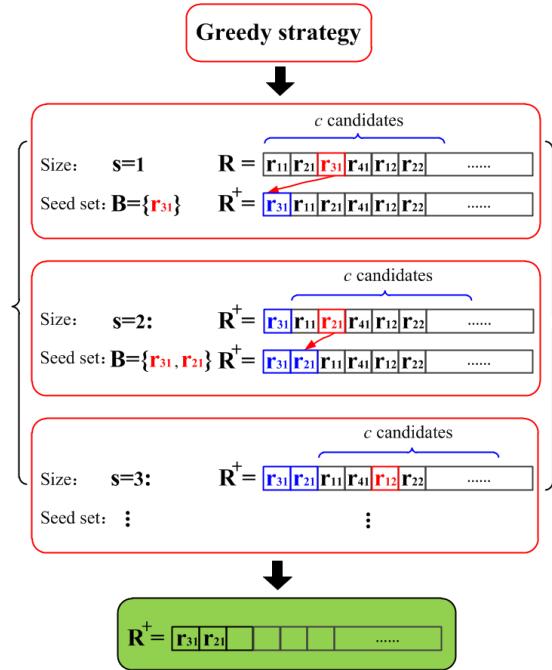 Greedy strategy
c candidates
Size: s=1 R = r11 r21 r31 r41 r12 r22 ......
Seed set: B={r31} R+= r31 r11 r21 r41 r12 r22
c candidates
Size: s=2: R+= r31 r11 r21 r41 r12 r22 ......
Seed set: B={r31, r21} R+= r31 r21 r11 r41 r12 r22
c candidates
Size: s=3: R+= r31 r21 r11 r41 r12 r22 ......
Seed set: ⋮ ⋮
R+= r31 r21 ......